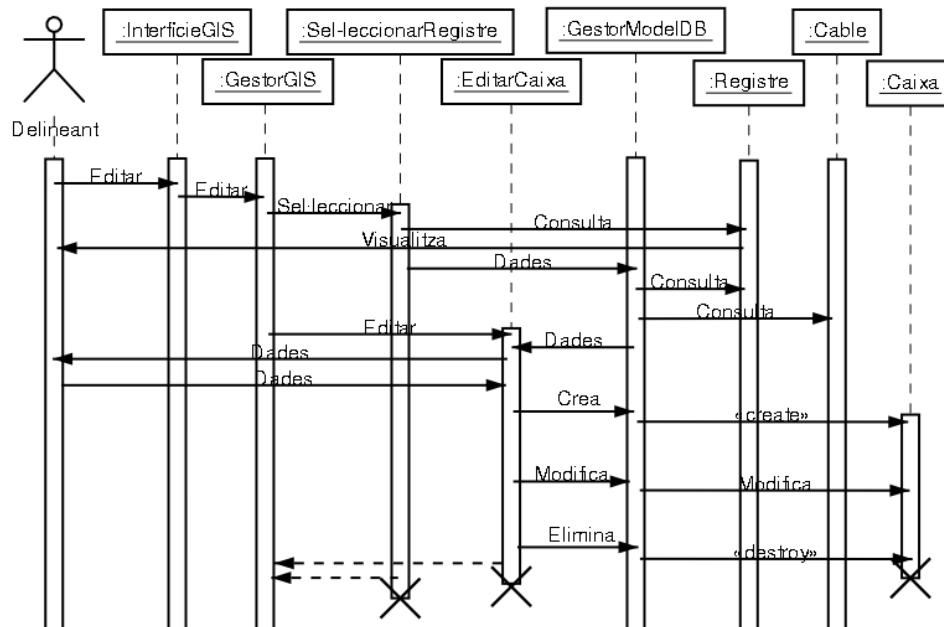 :InterfícieGIS
:Sel·leccionarRegistre
:GestorModelDB
:Cable
:GestorGIS
:EditarCaixa
:Registre
:Caixa
Delineant
Editar
Editar
Sel·leccionar
Consulta
Visualitza
Dades
Consulta
Consulta
Editar
Dades
Dades
Dades
Crea
«create»
Modifica
Modifica
Elimina
«destroy»